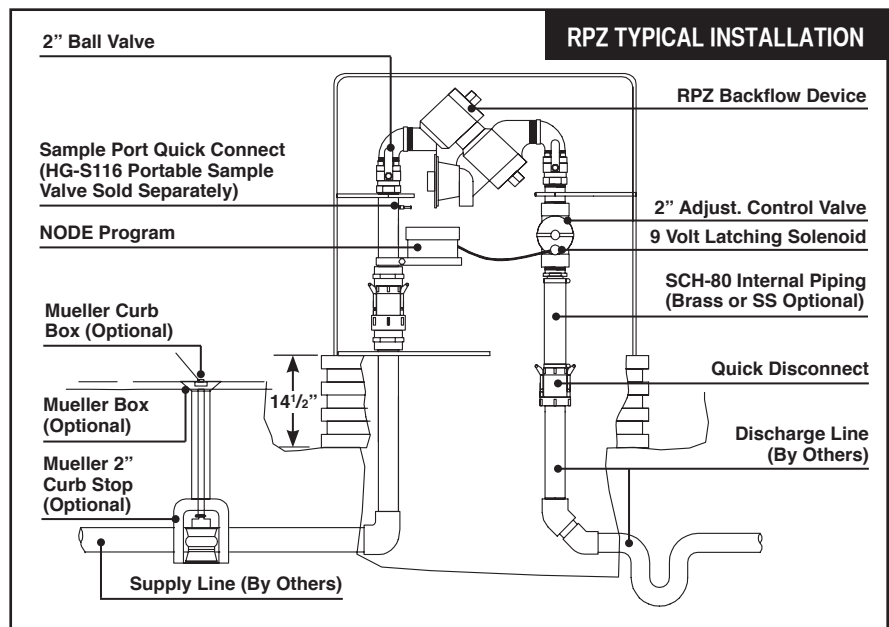 RPZ TYPICAL INSTALLATION
2” Ball Valve
Sample Port Quick Connect
(HG-S116 Portable Sample
Valve Sold Separately)
NODE Program
Mueller Curb
Box (Optional)
Mueller Box
(Optional)
Mueller 2”
Curb Stop
(Optional)
Supply Line (By Others)
14 1/2”
RPZ Backflow Device
2” Adjust. Control Valve
9 Volt Latching Solenoid
SCH-80 Internal Piping
(Brass or SS Optional)
Quick Disconnect
Discharge Line
(By Others)